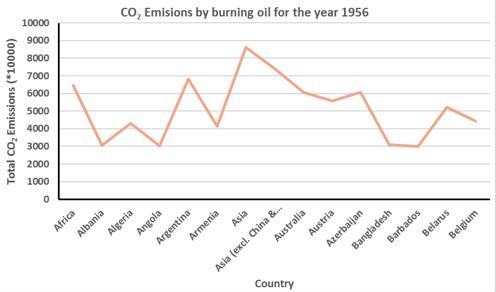 CO₂ Emisions by burning oil for the year 1956
Total CO₂ Emissions (*10000)
10000
9000
8000
7000
6000
5000
4000
3000
2000
1000
0
Africa
Albania
Algeria
Angola
Argentina
Armenia
Asia
Asia (excl. China &...
Australia
Austria
Azerbaijan
Bangladesh
Barbados
Belarus
Belgium
Country